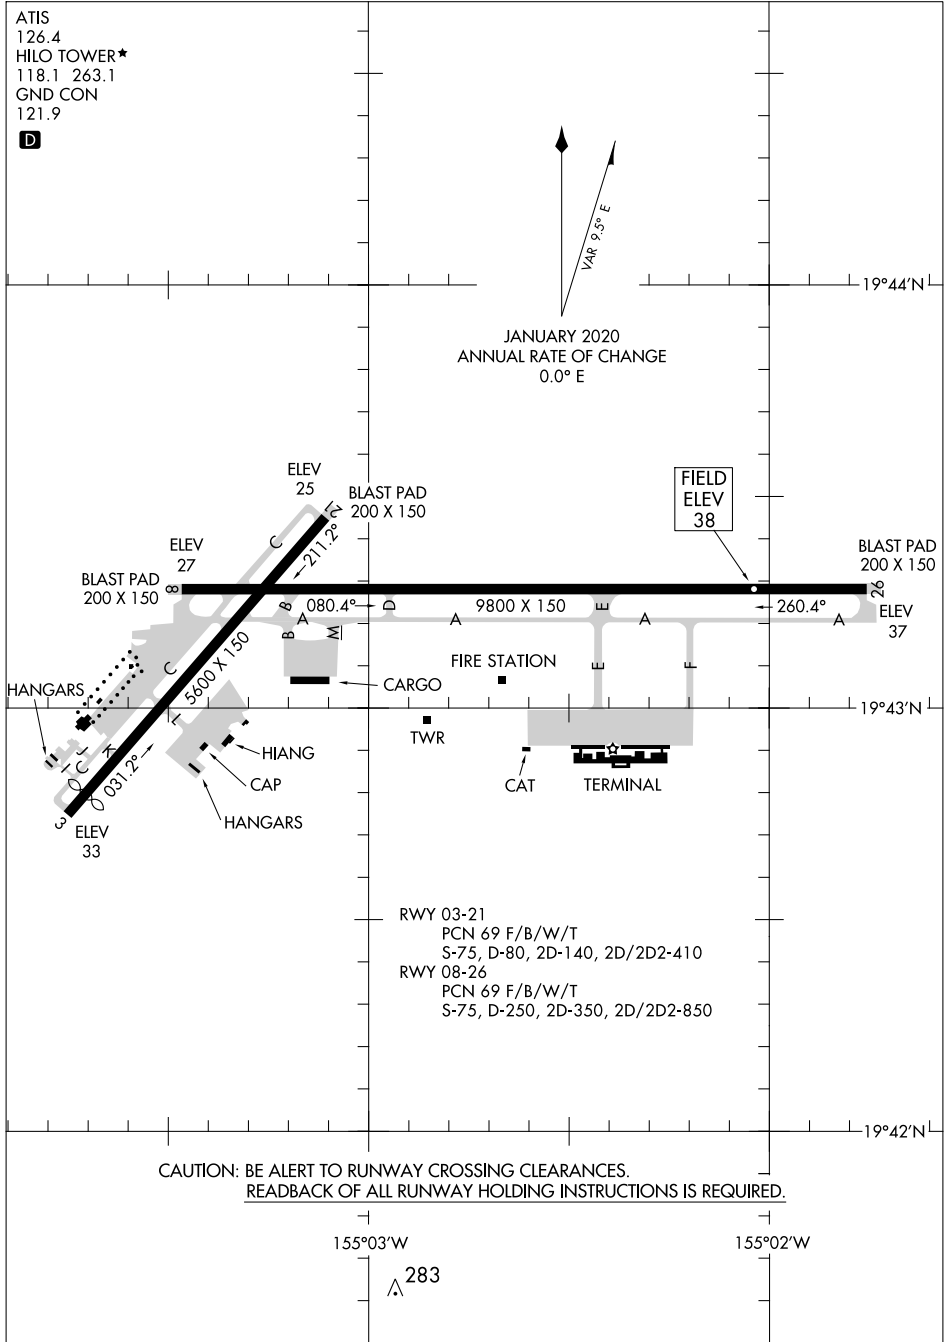 ATIS
126.4
HILO TOWER★
118.1 263.1
GND CON
121.9
D
VAR 9.5° E
19°44'N
JANUARY 2020
ANNUAL RATE OF CHANGE
0.0° E
ELEV
25
21
BLAST PAD
200 X 150
FIELD
ELEV
38
C
211.2°
ELEV
27
BLAST PAD
200 X 150
BLAST PAD
200 X 150
8
26
B
080.4°
D
9800 X 150
E
260.4°
ELEV
37
A
A
A
A
B
M
C
5600 X 150
FIRE STATION
E
F
HANGARS
CARGO
19°43'N
L
TWR
HIANG
J
K
I
C
031.2°
CAP
CAT
TERMINAL
HANGARS
3
ELEV
33
RWY 03-21
PCN 69 F/B/W/T
S-75, D-80, 2D-140, 2D/2D2-410
RWY 08-26
PCN 69 F/B/W/T
S-75, D-250, 2D-350, 2D/2D2-850
19°42'N
CAUTION: BE ALERT TO RUNWAY CROSSING CLEARANCES.
READBACK OF ALL RUNWAY HOLDING INSTRUCTIONS IS REQUIRED.
155°03'W
155°02'W
283